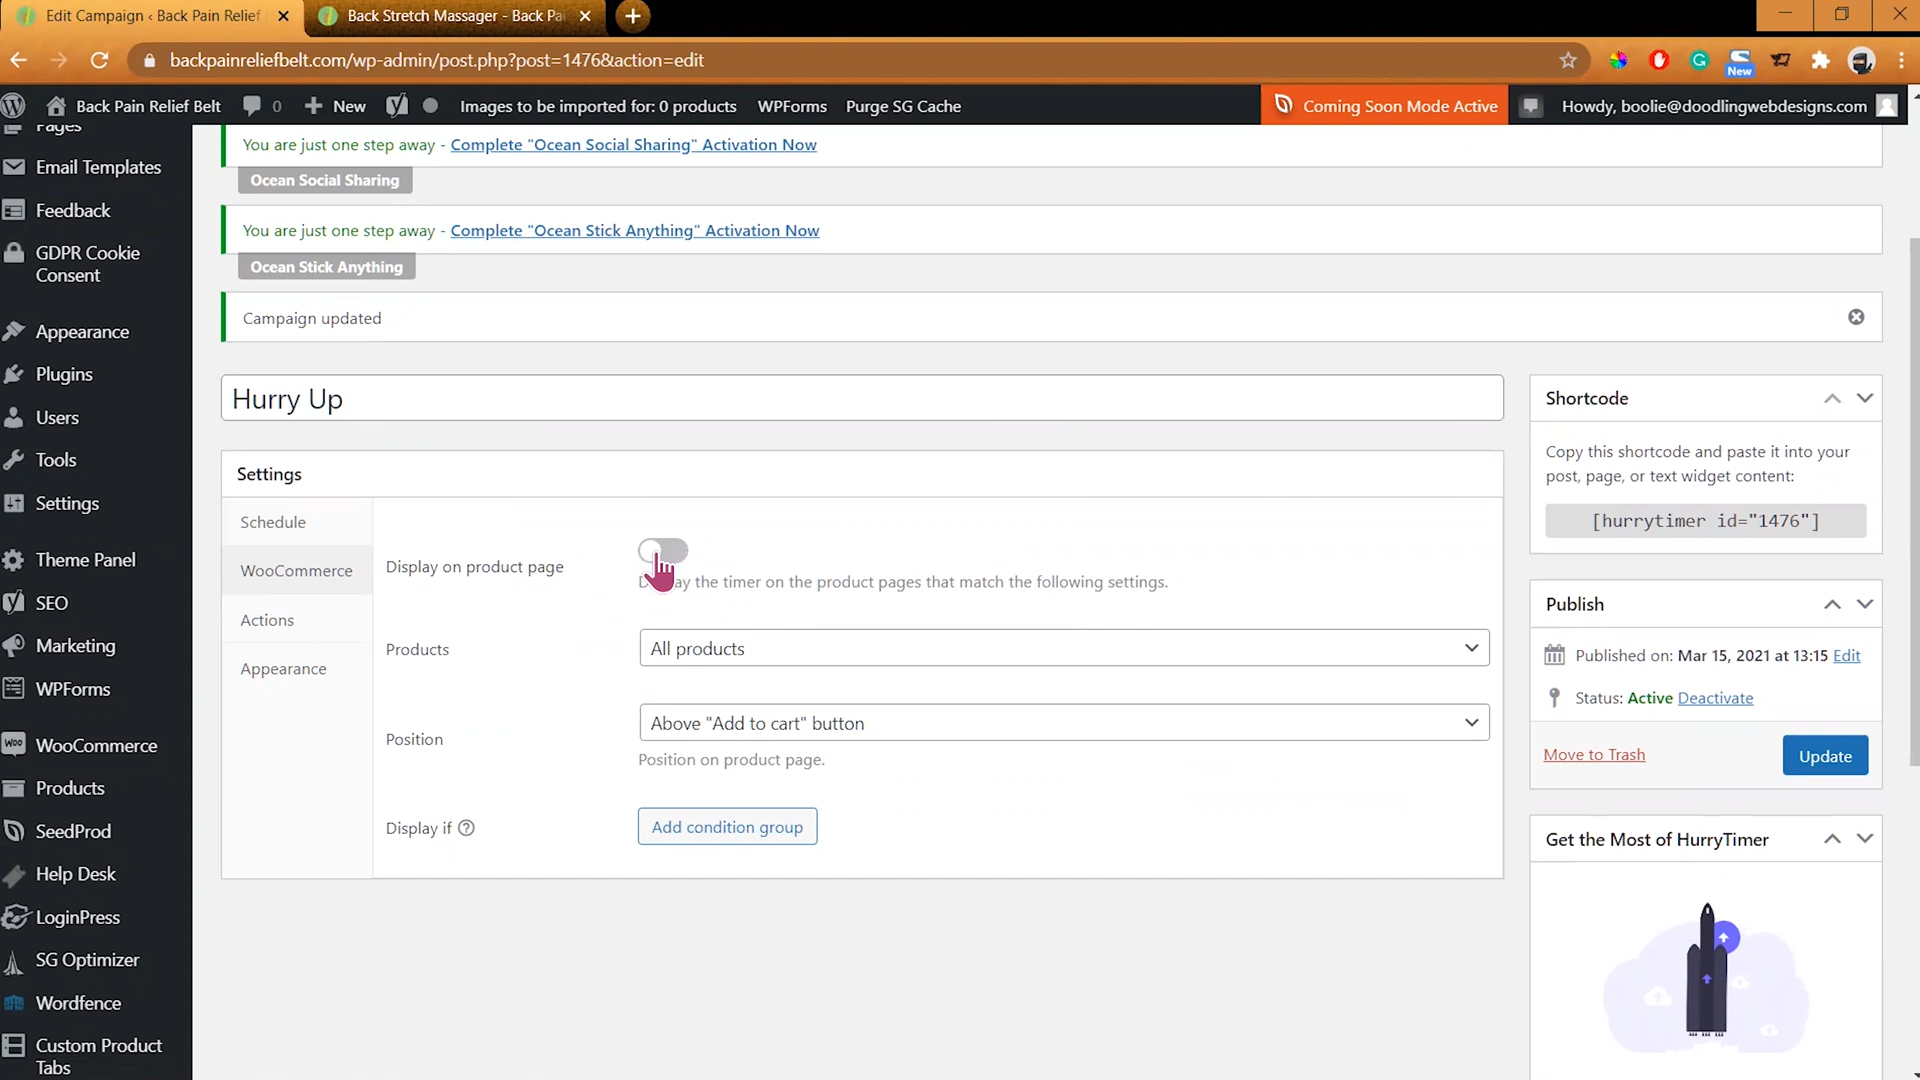 Edit Campaign ‹ Back Pain Relief
Back Stretch Massager - Back Pa
backpainreliefbelt.com/wp-admin/post.php?post=1476&action=edit
New
Back Pain Relief Belt
0
New
Images to be imported for: 0 products
WPForms
Purge SG Cache
Coming Soon Mode Active
Howdy, boolie@doodlingwebdesigns.com
Pages
Email Templates
Feedback
GDPR Cookie
Consent
Appearance
Plugins
Users
Tools
Settings
Theme Panel
SEO
Marketing
WPForms
WooCommerce
Products
SeedProd
Help Desk
LoginPress
SG Optimizer
Wordfence
Custom Product
Tabs
You are just one step away - Complete "Ocean Social Sharing" Activation Now
Ocean Social Sharing
You are just one step away - Complete "Ocean Stick Anything" Activation Now
Ocean Stick Anything
Campaign updated
Hurry Up
Settings
Schedule
WooCommerce
Actions
Appearance
Display on product page
the timer on the product pages that match the following settings.
Products
All products
Position
Above "Add to cart" button
Position on product page.
Display if
Add condition group
Shortcode
Copy this shortcode and paste it into your
post, page, or text widget content:
[hurrytimer id="1476"]
Publish
Published on: Mar 15, 2021 at 13:15 Edit
Status: Active Deactivate
Move to Trash
Update
Get the Most of HurryTimer